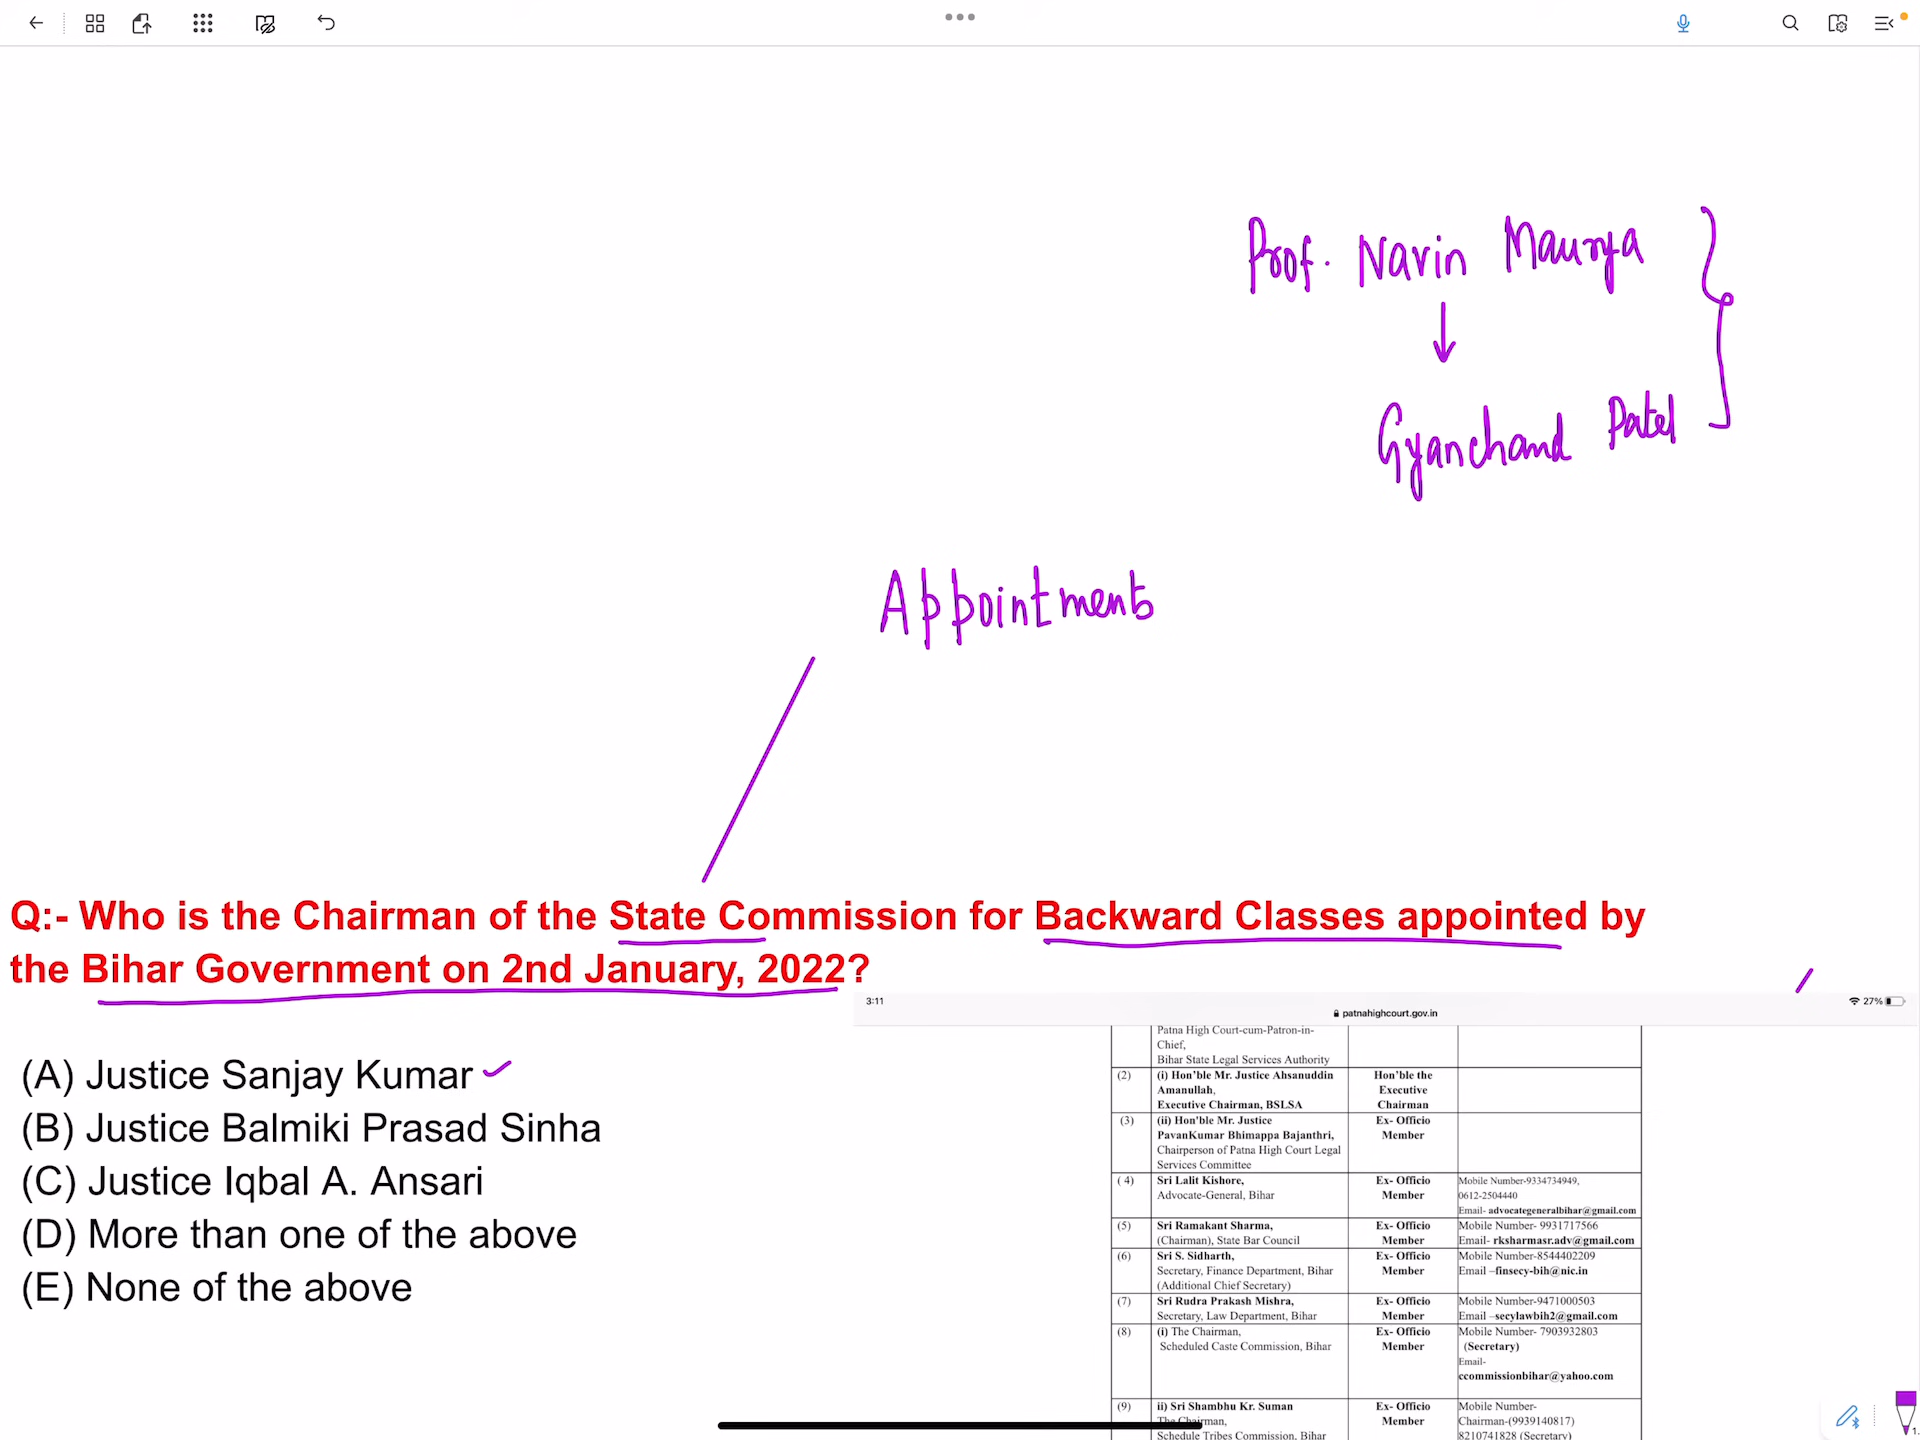 Prof. Navin Maurya
Gyanchand Patel
Appointments
Q:- Who is the Chairman of the State Commission for Backward Classes appointed by
the Bihar Government on 2nd January, 2022?
(A) Justice Sanjay Kumar
(B) Justice Balmiki Prasad Sinha
(C) Justice Iqbal A. Ansari
(D) More than one of the above
(E) None of the above
3:11
27%
patnahighcourt.gov.in
Patna High Court-cum-Patron-in-
Chief,
Bihar State Legal Services Authority
(2) (i) Hon'ble Mr. Justice Ahsanuddin Hon'ble the
Amanullah, Executive
Executive Chairman, BSLSA Chairman
(3) (ii) Hon'ble Mr. Justice Ex- Officio
PavanKumar Bhimappa Bajanthri, Member
Chairperson of Patna High Court Legal
Services Committee
( 4) Sri Lalit Kishore, Ex- Officio Mobile Number-9334734949,
Advocate-General, Bihar Member 0612-2504440
Email- advocategeneralbihar@gmail.com
(5) Sri Ramakant Sharma, Ex- Officio Mobile Number- 9931717566
(Chairman), State Bar Council Member Email- rksharmasr.adv@gmail.com
(6) Sri S. Sidharth, Ex- Officio Mobile Number-8544402209
Secretary, Finance Department, Bihar Member Email –finsecy-bih@nic.in
(Additional Chief Secretary)
(7) Sri Rudra Prakash Mishra, Ex- Officio Mobile Number-9471000503
Secretary, Law Department, Bihar Member Email –secylawbih2@gmail.com
(8) (i) The Chairman, Ex- Officio Mobile Number- 7903932803
Scheduled Caste Commission, Bihar Member (Secretary)
Email-
ccommissionbihar@yahoo.com
(9) ii) Sri Shambhu Kr. Suman Ex- Officio Mobile Number-
The Chairman, Member Chairman-(9939140817)
Schedule Tribes Commission, Bihar 8210741828 (Secretary)